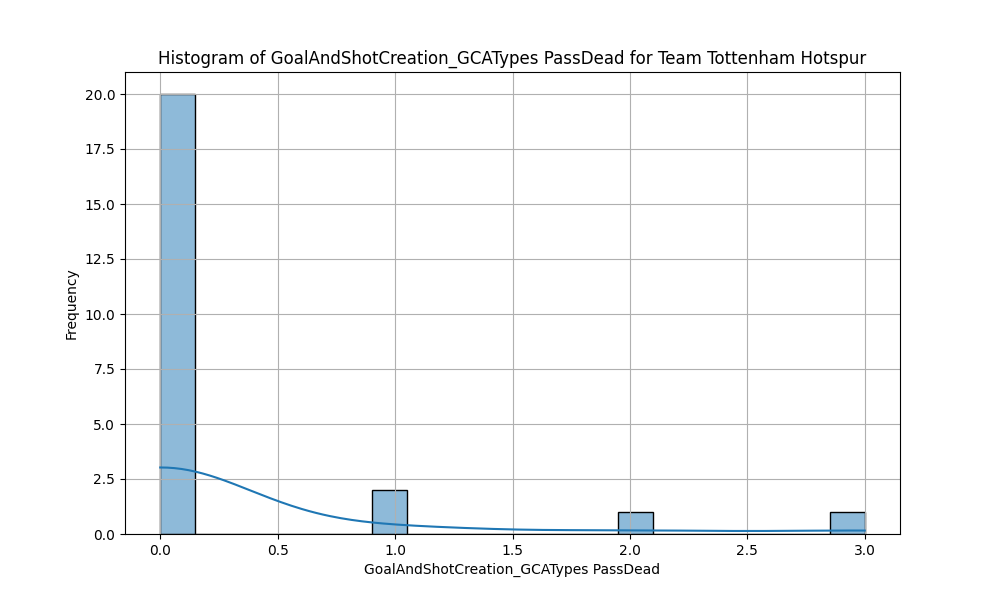 Histogram of GoalAndShotCreation_GCATypes PassDead for Team Tottenham Hotspur
Frequency
20.0
17.5
15.0
12.5
10.0
7.5
5.0
2.5
0.0
0.0 0.5 1.0 1.5 2.0 2.5 3.0
GoalAndShotCreation_GCATypes PassDead